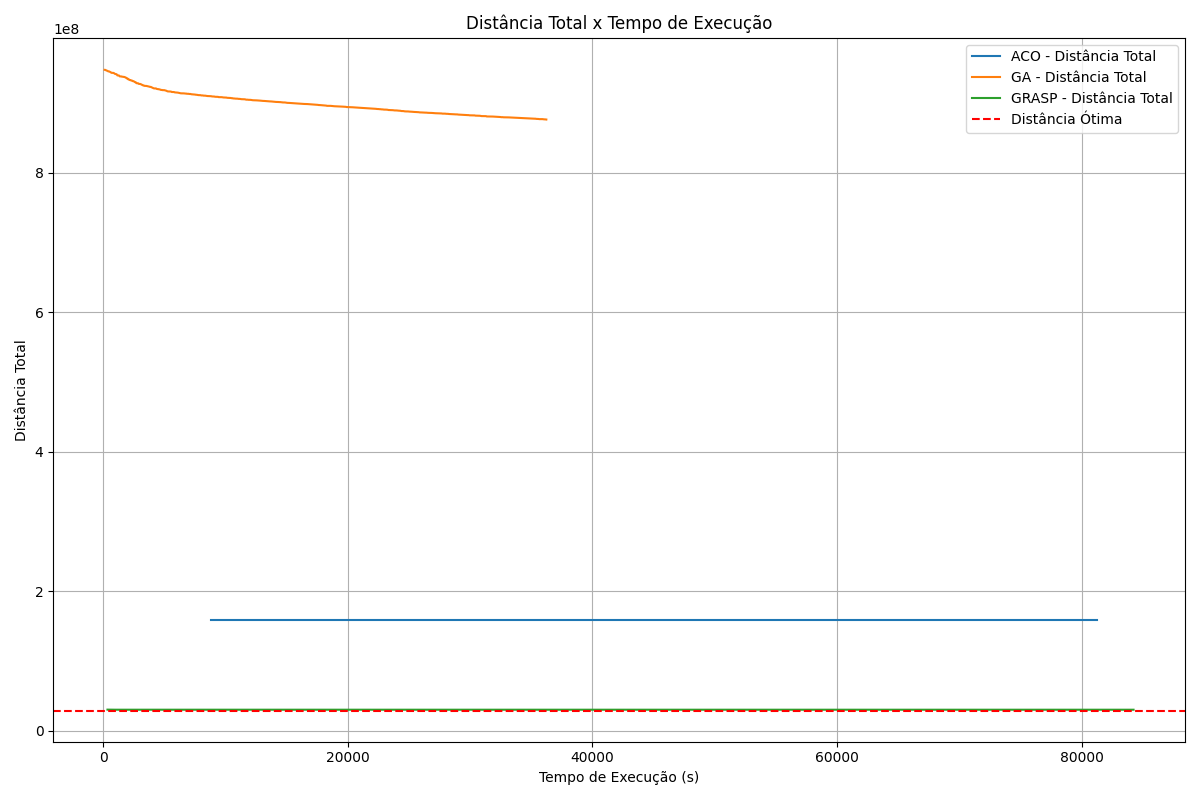 Distância Total x Tempo de Execução
1e8
ACO - Distância Total
GA - Distância Total
GRASP - Distância Total
Distância Ótima
8
6
4
2
0
Distância Total
0 20000 40000 60000 80000
Tempo de Execução (s)